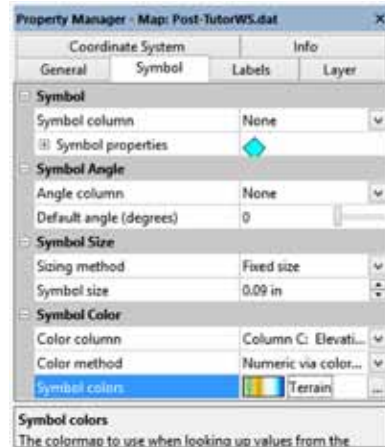 Property Manager - Map: Post-TutorWS.dat
Coordinate System Info
General Symbol Labels Layer
Symbol
Symbol column None
Symbol properties
Symbol Angle
Angle column None
Default angle (degrees) 0
Symbol Size
Sizing method Fixed size
Symbol size 0.09 in
Symbol Color
Color column Column C: Elevati...
Color method Numeric via color...
Symbol colors Terrain ...
Symbol colors
The colormap to use when looking up values from the